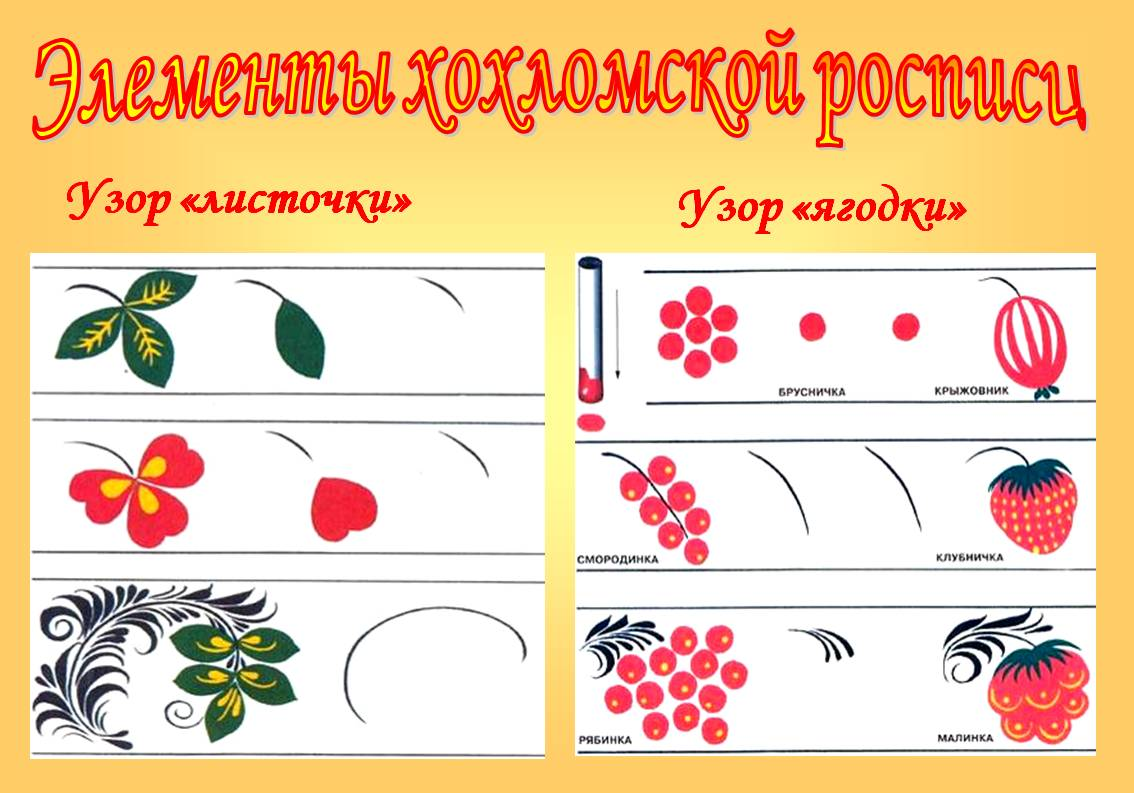 Элементы хохломской росписи
Узор «листочки»
Узор «ягодки»
БРУСНИЧКА
КРЫЖОВНИК
СМОРОДИНКА
КЛУБНИЧКА
РЯБИНКА
МАЛИНКА